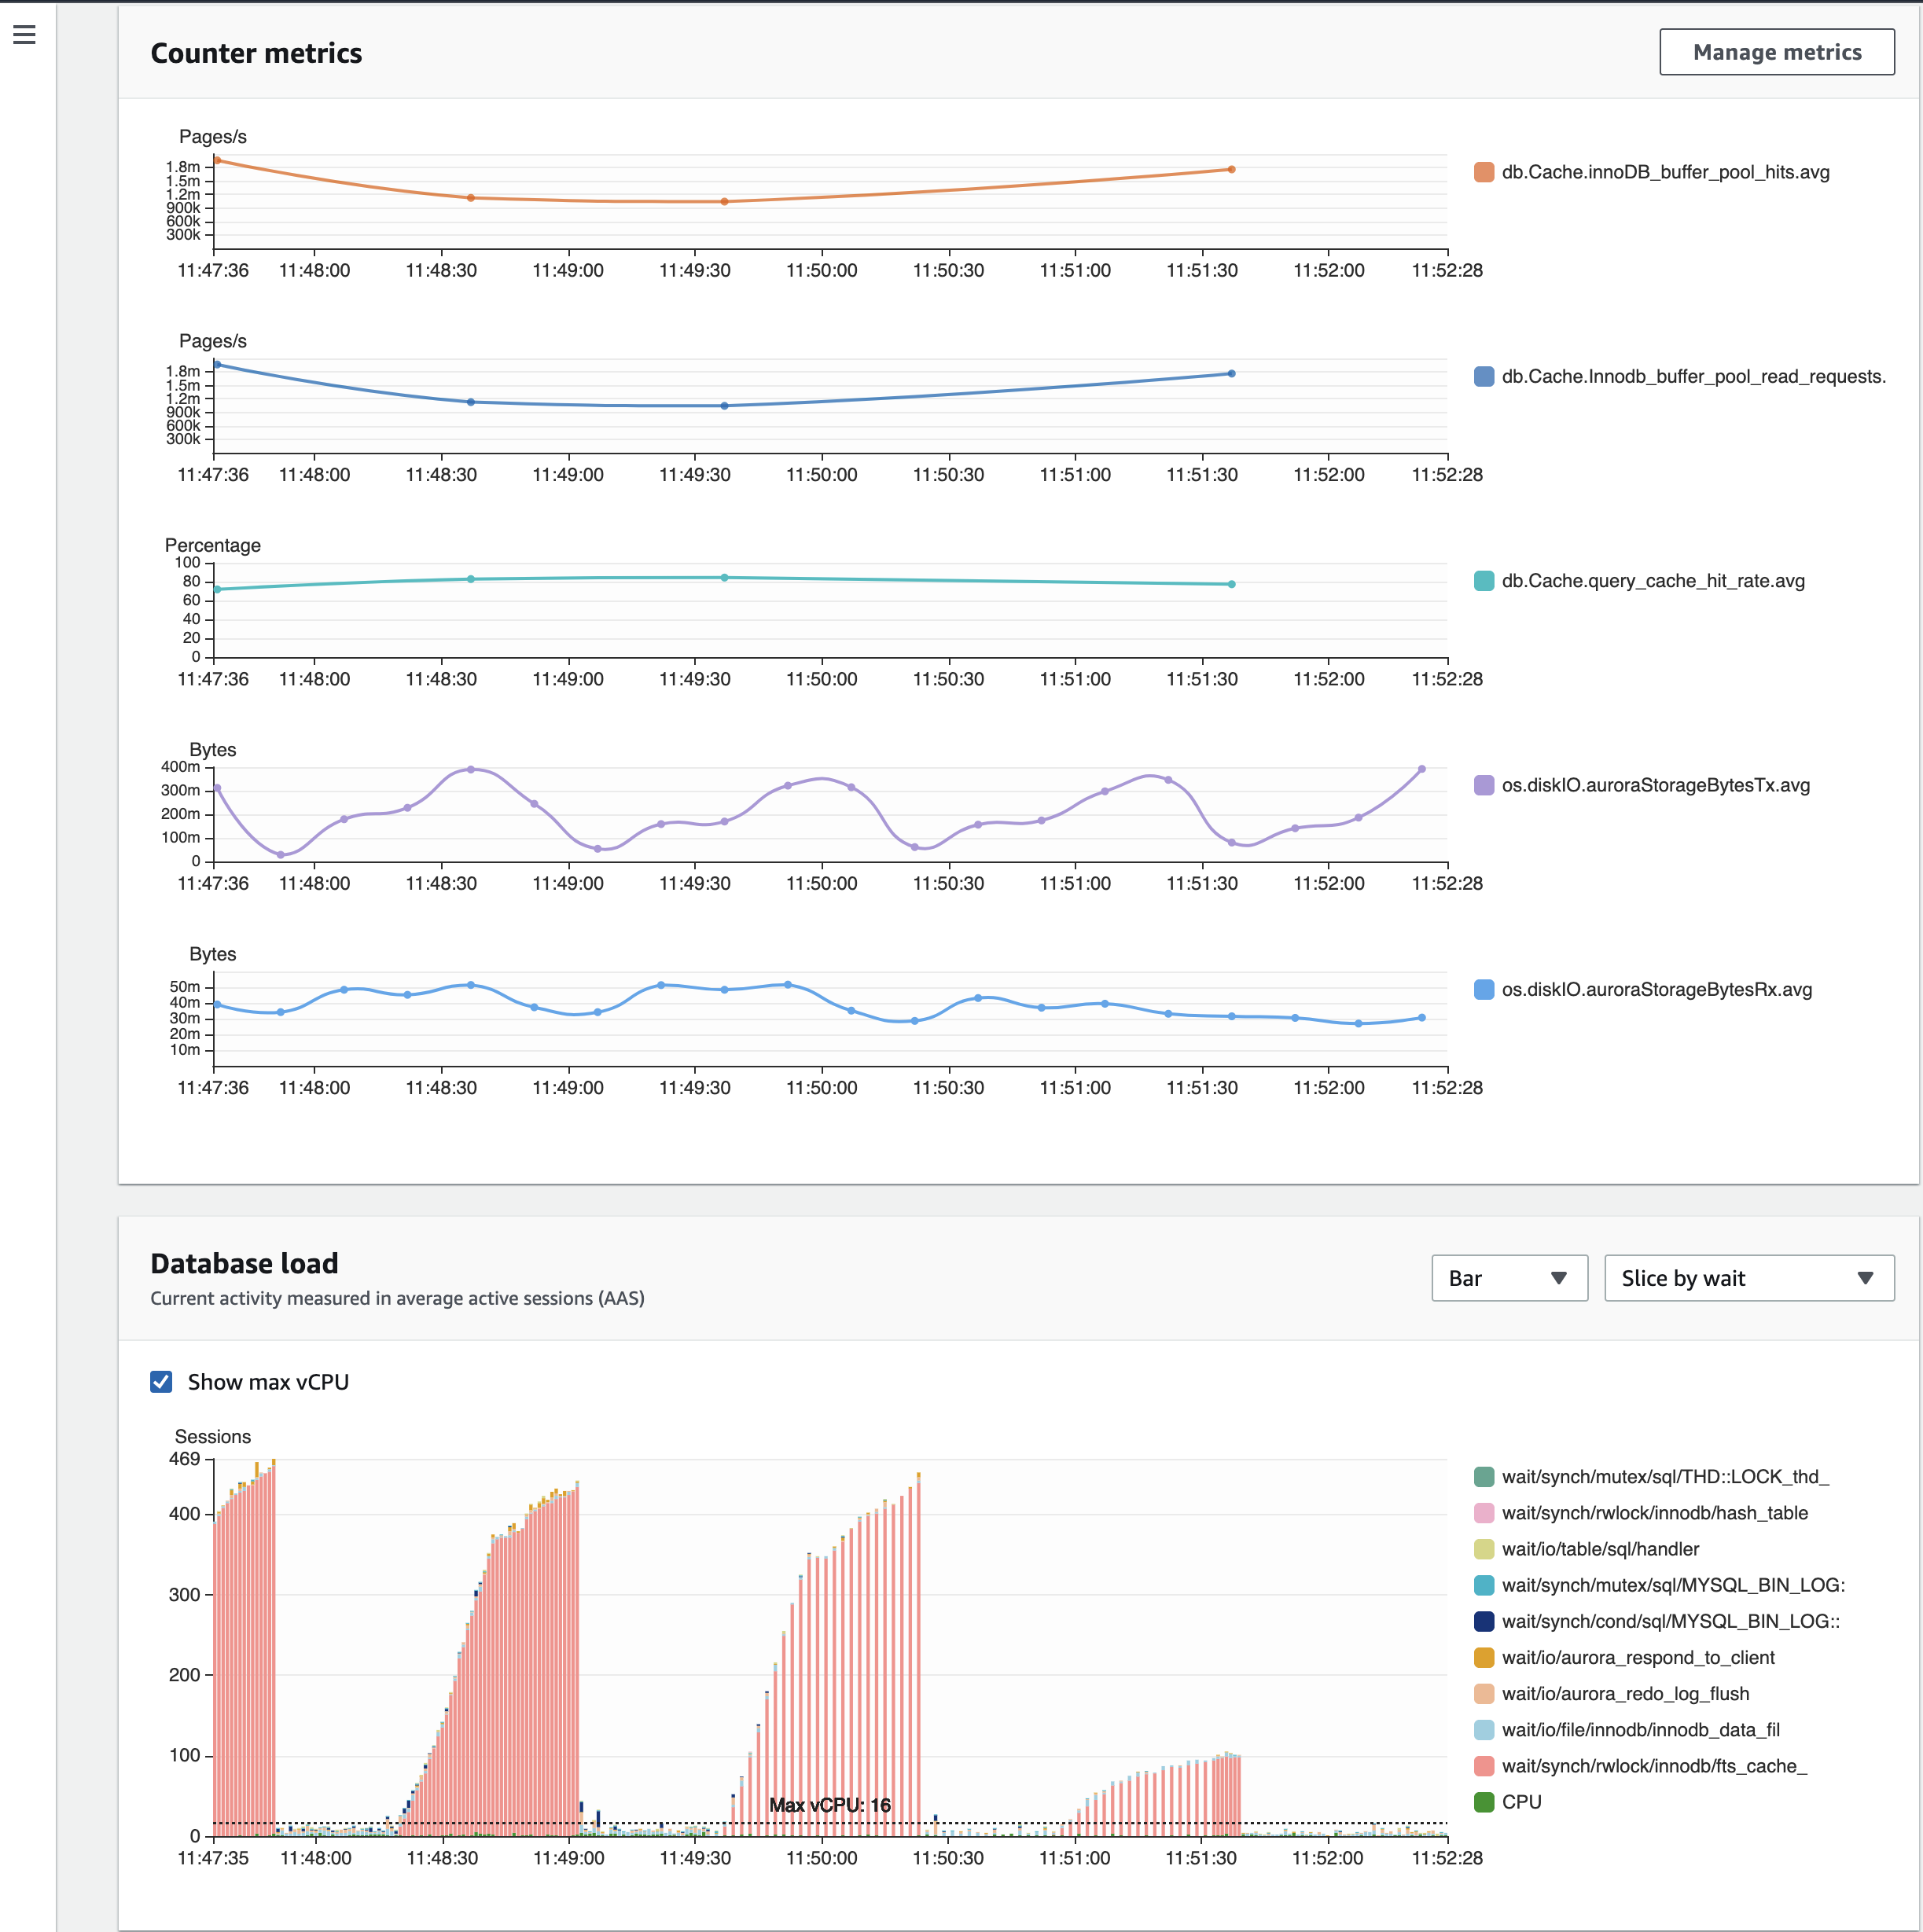 Counter metrics
Manage metrics
Pages/s
1.8m
1.5m
1.2m
900k
600k
300k
11:47:36 11:48:00 11:48:30 11:49:00 11:49:30 11:50:00 11:50:30 11:51:00 11:51:30 11:52:00 11:52:28
db.Cache.innoDB_buffer_pool_hits.avg
Pages/s
1.8m
1.5m
1.2m
900k
600k
300k
11:47:36 11:48:00 11:48:30 11:49:00 11:49:30 11:50:00 11:50:30 11:51:00 11:51:30 11:52:00 11:52:28
db.Cache.Innodb_buffer_pool_read_requests.
Percentage
100
80
60
40
20
0
11:47:36 11:48:00 11:48:30 11:49:00 11:49:30 11:50:00 11:50:30 11:51:00 11:51:30 11:52:00 11:52:28
db.Cache.query_cache_hit_rate.avg
Bytes
400m
300m
200m
100m
0
11:47:36 11:48:00 11:48:30 11:49:00 11:49:30 11:50:00 11:50:30 11:51:00 11:51:30 11:52:00 11:52:28
os.diskIO.auroraStorageBytesTx.avg
Bytes
50m
40m
30m
20m
10m
11:47:36 11:48:00 11:48:30 11:49:00 11:49:30 11:50:00 11:50:30 11:51:00 11:51:30 11:52:00 11:52:28
os.diskIO.auroraStorageBytesRx.avg
Database load
Current activity measured in average active sessions (AAS)
Bar
Slice by wait
Show max vCPU
Sessions
469
400
300
200
100
0
Max vCPU: 16
11:47:35 11:48:00 11:48:30 11:49:00 11:49:30 11:50:00 11:50:30 11:51:00 11:51:30 11:52:00 11:52:28
wait/synch/mutex/sql/THD::LOCK_thd_
wait/synch/rwlock/innodb/hash_table
wait/io/table/sql/handler
wait/synch/mutex/sql/MYSQL_BIN_LOG:
wait/synch/cond/sql/MYSQL_BIN_LOG::
wait/io/aurora_respond_to_client
wait/io/aurora_redo_log_flush
wait/io/file/innodb/innodb_data_fil
wait/synch/rwlock/innodb/fts_cache_
CPU